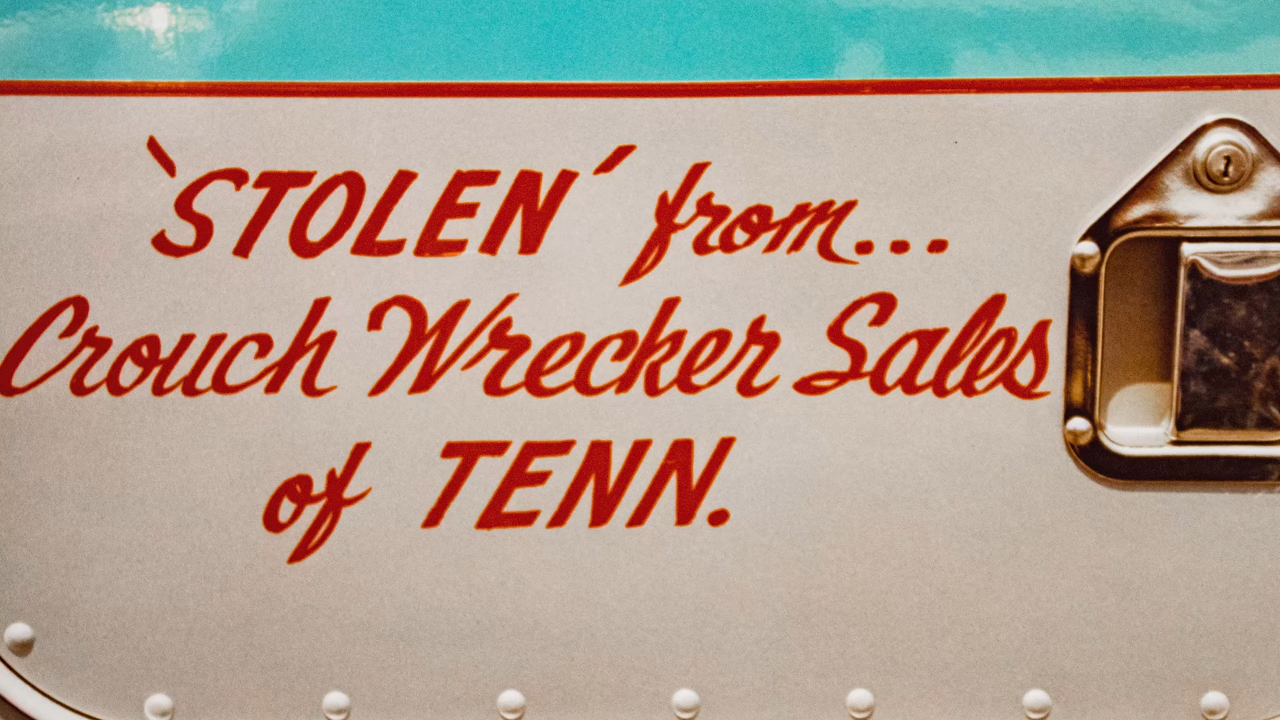 `STOLEN´ from...
Crouch Wrecker Sales
of TENN.